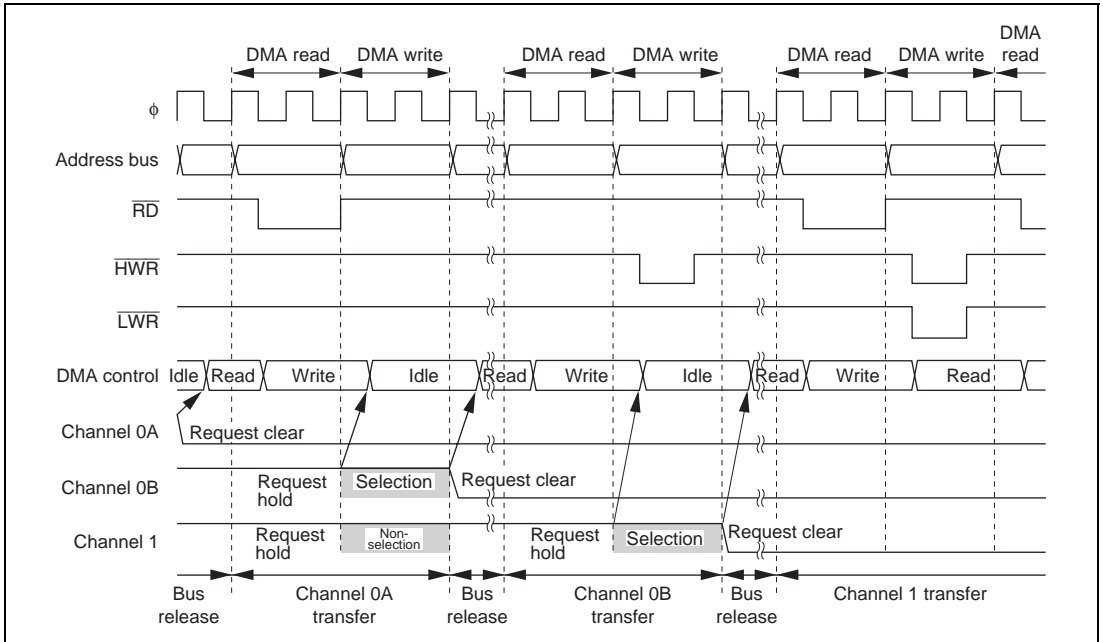 DMA read DMA write DMA read DMA write DMA read DMA write DMA read
φ
Address bus
RD
HWR
LWR
DMA control Idle Read Write Idle Read Write Idle Read Write Read
Channel 0A Request clear
Channel 0B Request hold Selection Request clear
Channel 1 Request hold Non-selection Request hold Selection Request clear
Bus release Channel 0A transfer Bus release Channel 0B transfer Bus release Channel 1 transfer